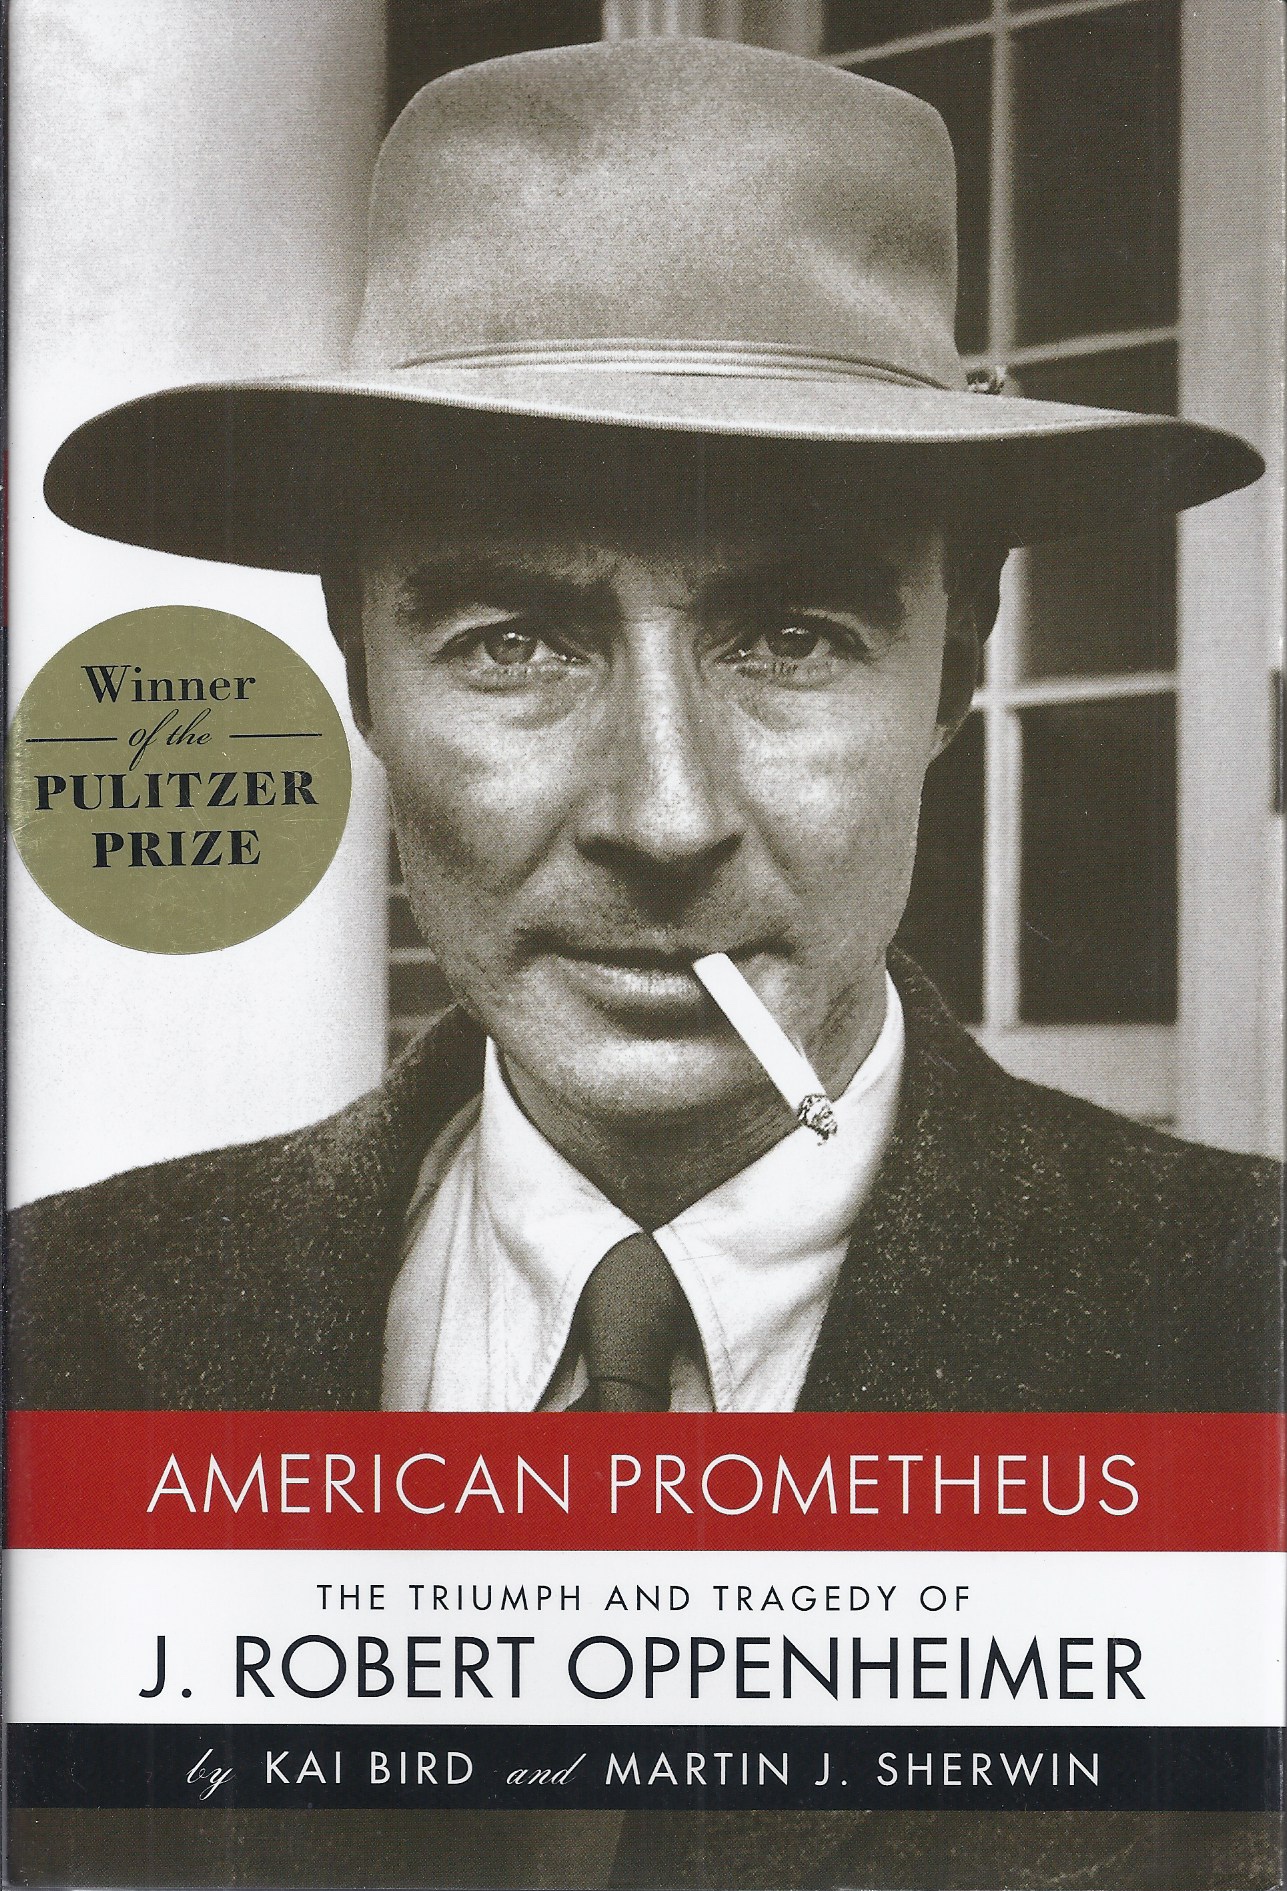 Winner
of the
PULITZER
PRIZE
AMERICAN PROMETHEUS
THE TRIUMPH AND TRAGEDY OF
J. ROBERT OPPENHEIMER
by KAI BIRD and MARTIN J. SHERWIN